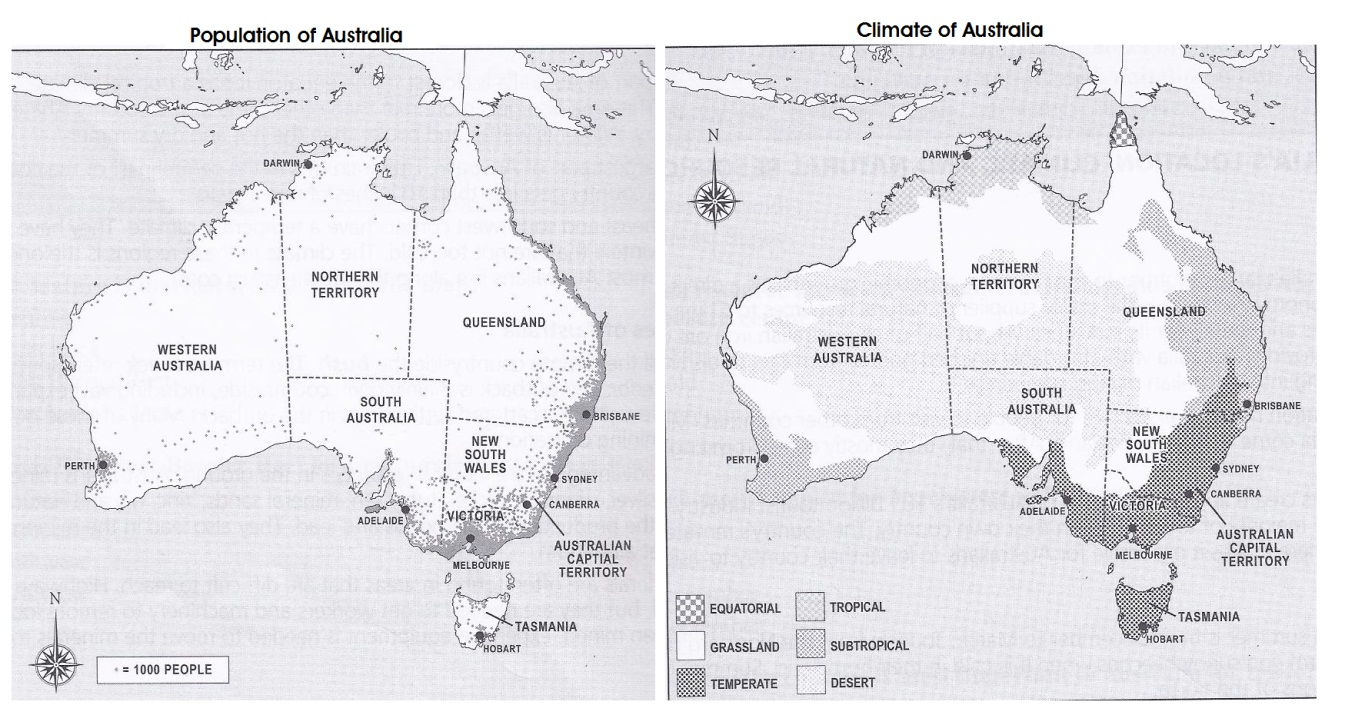 Population of Australia
DARWIN
NORTHERN
TERRITORY
QUEENSLAND
WESTERN
AUSTRALIA
SOUTH
AUSTRALIA
BRISBANE
NEW
SOUTH
WALES
PERTH
SYDNEY
CANBERRA
ADELAIDE
VICTORIA
AUSTRALIAN
CAPTIAL
TERRITORY
MELBOURNE
N
TASMANIA
HOBART
= 1000 PEOPLE
Climate of Australia
N
DARWIN
NORTHERN
TERRITORY
QUEENSLAND
WESTERN
AUSTRALIA
SOUTH
AUSTRALIA
BRISBANE
NEW
SOUTH
WALES
PERTH
SYDNEY
CANBERRA
ADELAIDE
VICTORIA
AUSTRALIAN
CAPITAL
TERRITORY
MELBOURNE
TASMANIA
HOBART
EQUATORIAL
TROPICAL
GRASSLAND
SUBTROPICAL
TEMPERATE
DESERT